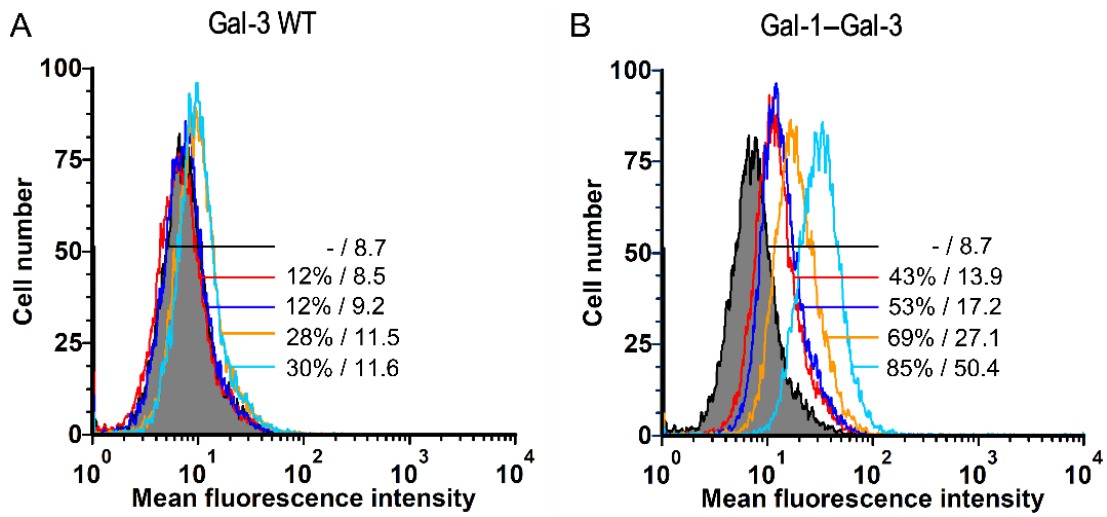 A
Gal-3 WT
100
75
50
25
0
Cell number
- / 8.7
12% / 8.5
12% / 9.2
28% / 11.5
30% / 11.6
10^0 10^1 10^2 10^3 10^4
Mean fluorescence intensity
B
Gal-1–Gal-3
100
75
50
25
0
Cell number
- / 8.7
43% / 13.9
53% / 17.2
69% / 27.1
85% / 50.4
10^0 10^1 10^2 10^3 10^4
Mean fluorescence intensity